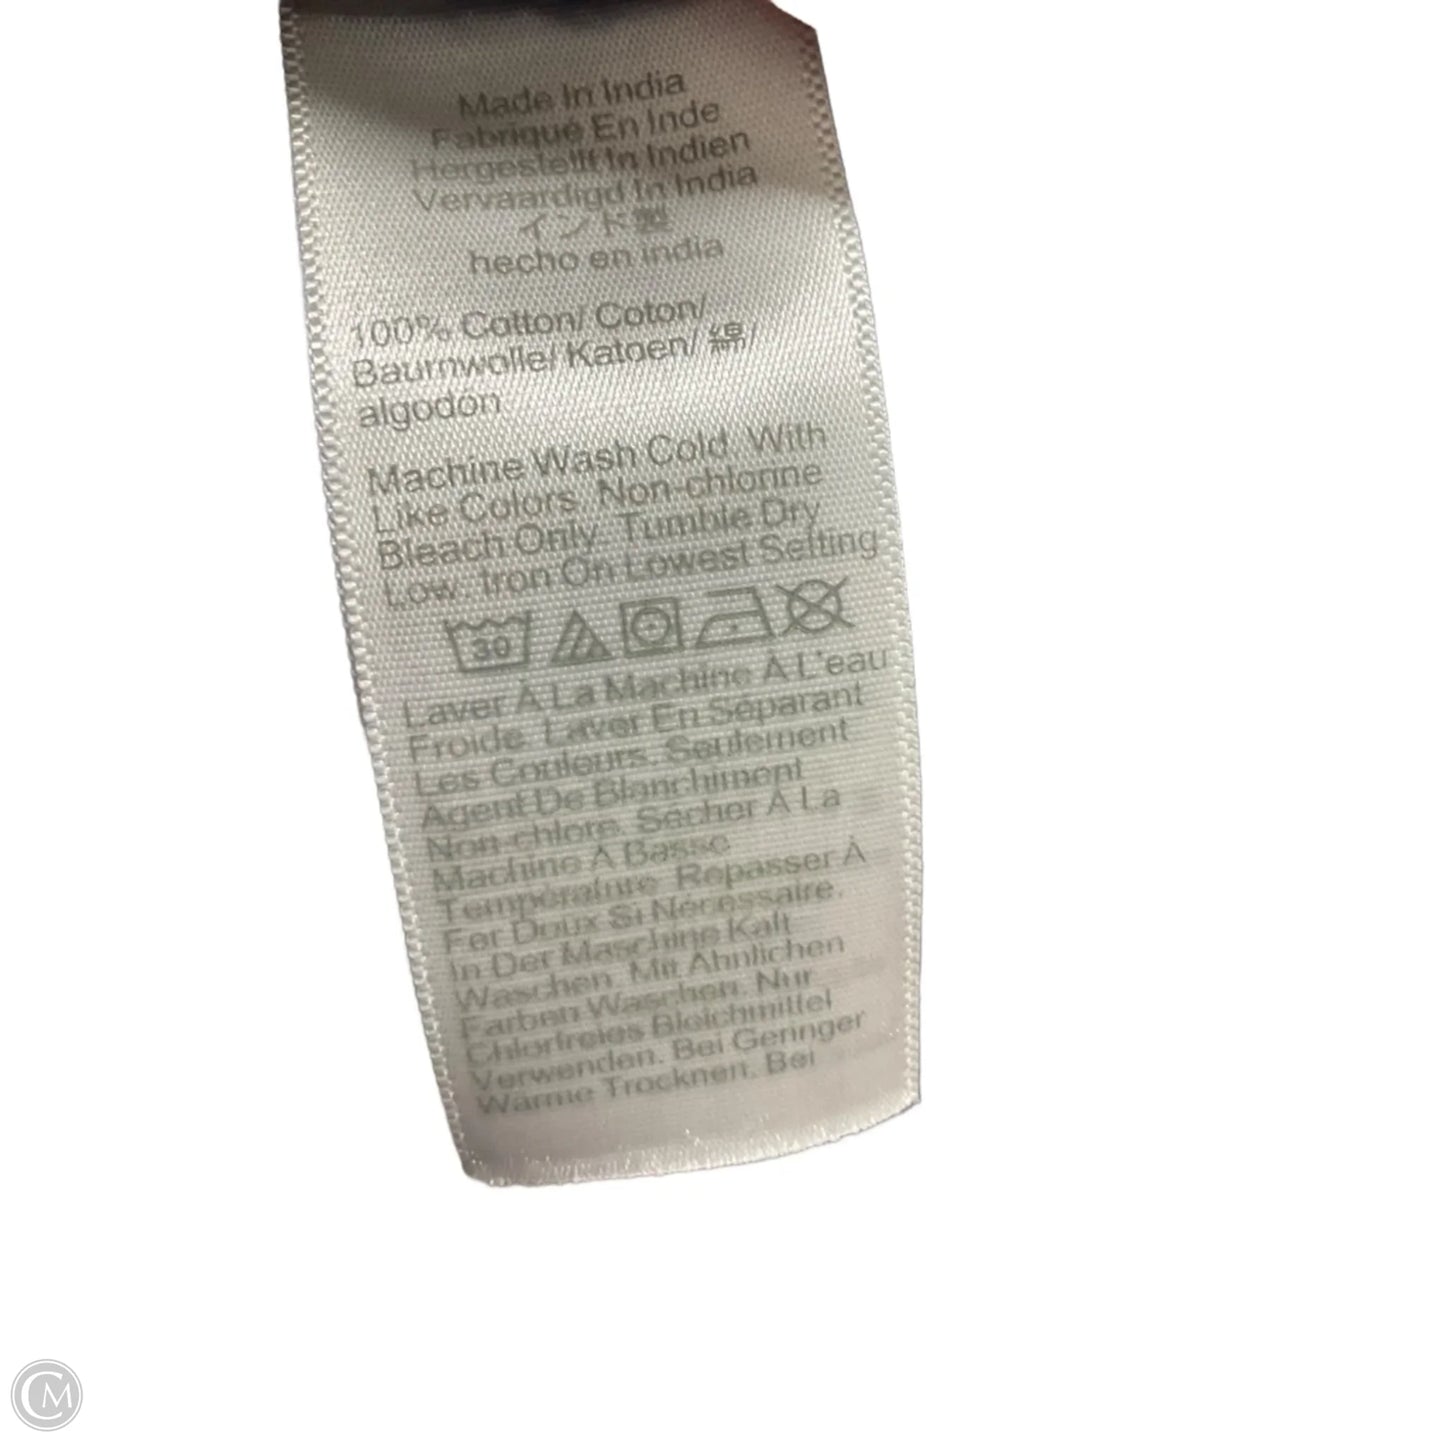 Made In India
Fabriqué En Inde
Hergestellt In Indien
Vervaardigd In India
インド製
hecho en india
100% Cotton/ Coton/
Baumwolle/ Katoen/ 綿/
algodón
Machine Wash Cold. With
Like Colors. Non-chlorine
Bleach Only. Tumble Dry
Low. Iron On Lowest Setting
30
Laver À La Machine À L'eau
Froide. Laver En Séparant
Les Couleurs. Seulement
Agent De Blanchiment
Non-chlore. Sécher À La
Machine À Basse
Température. Repasser À
Fer Doux Si Nécessaire.
In Der Maschine Kalt
Waschen. Mit Ähnlichen
Farben Waschen. Nur
Chlorfreies Bleichmittel
Verwenden. Bei Geringer
Wärme Trocknen. Bei
CM